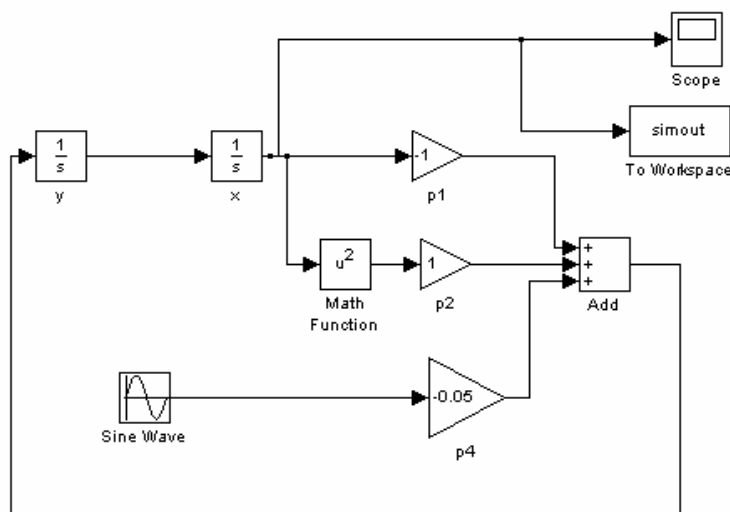 Scope
simout
To Workspace
1
s
y
1
s
x
-1
p1
u2
Math
Function
1
p2
+
+
+
Add
Sine Wave
-0.05
p4